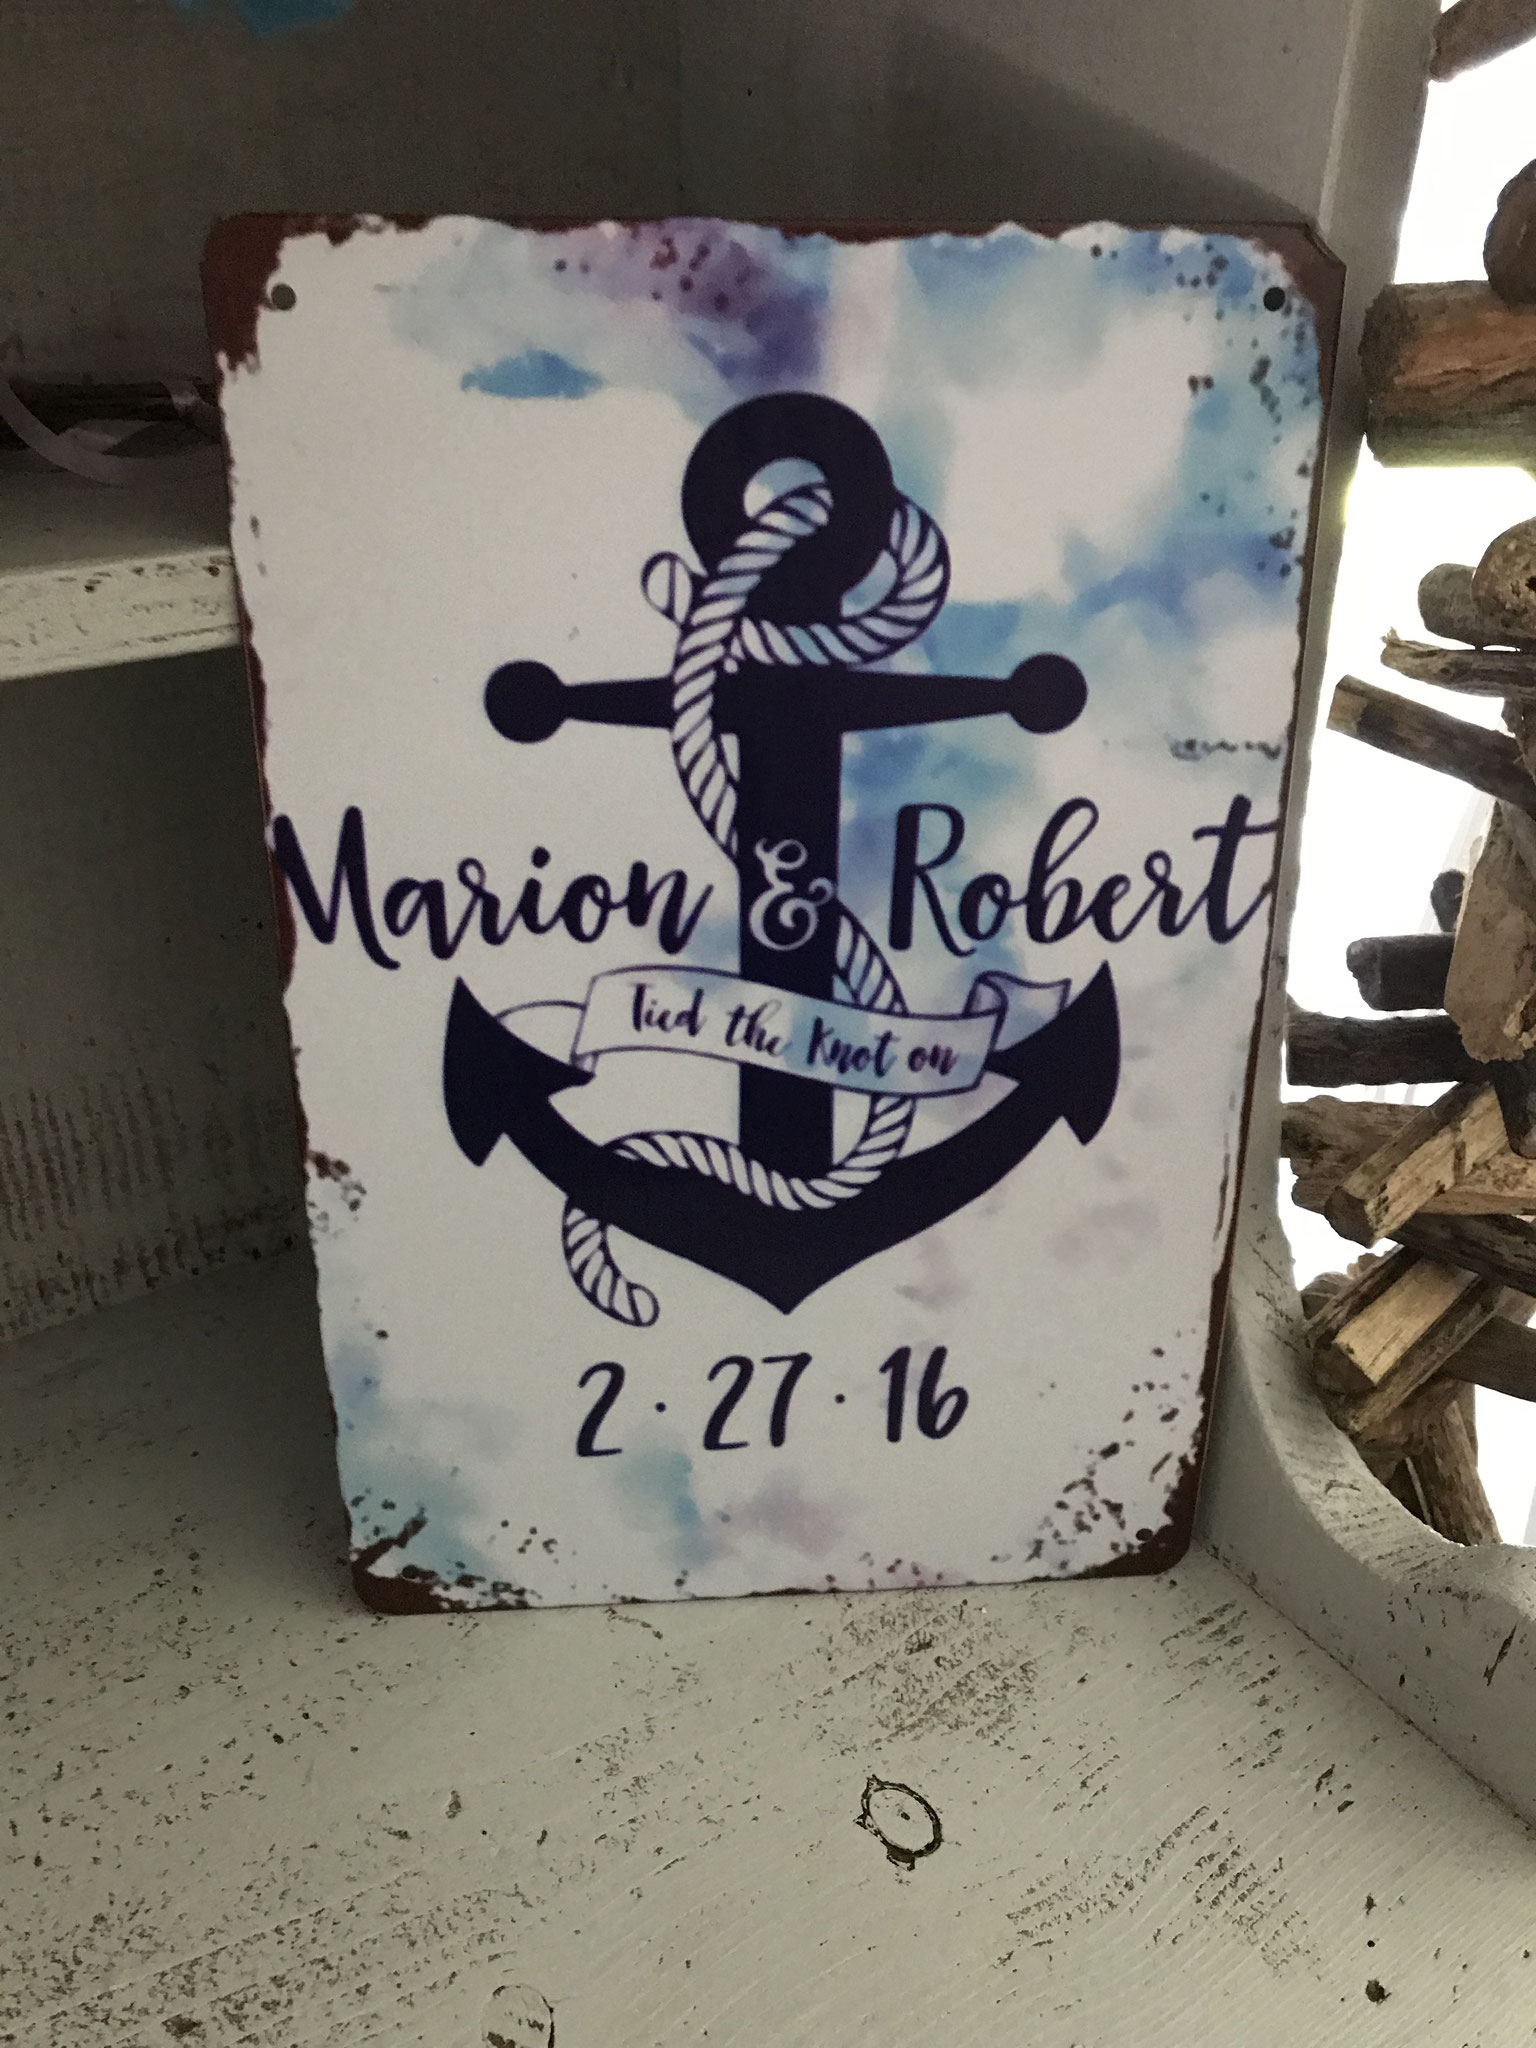 Marion & Robert
Tied the Knot on
2·27·16